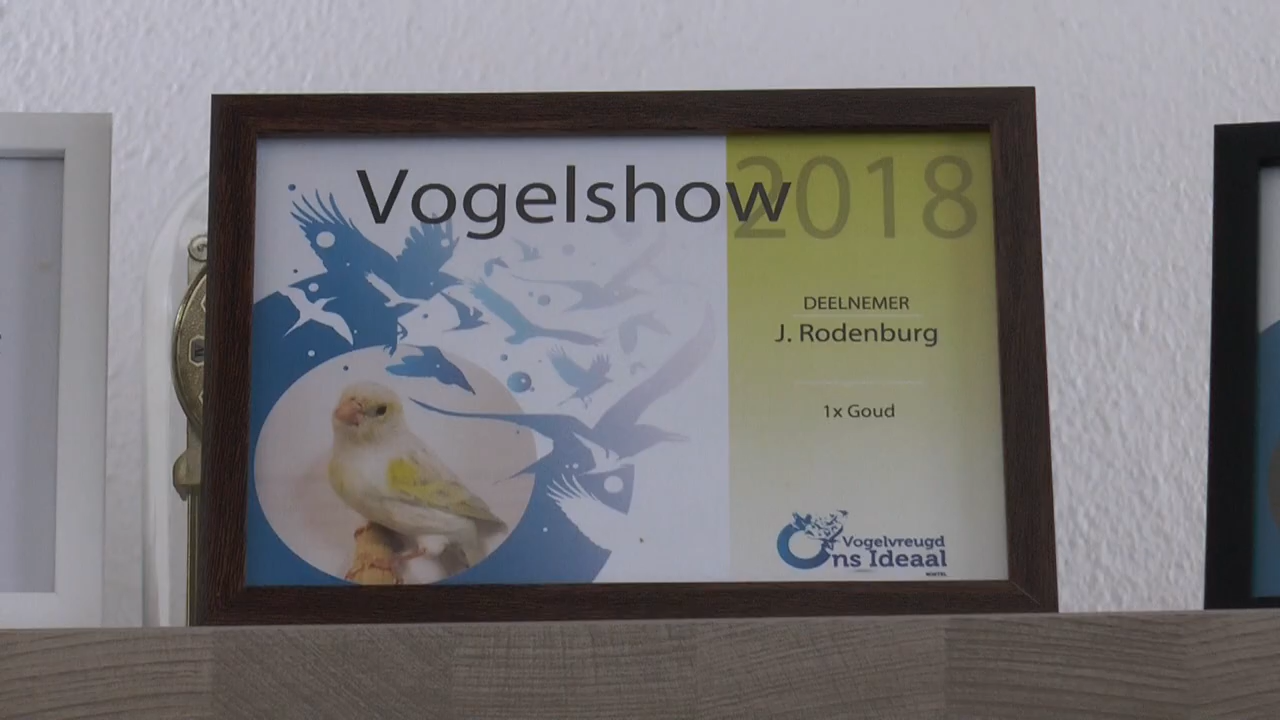 Vogelshow 2018
DEELNEMER
J. Rodenburg
1x Goud
Vogelvreugd
Ons Ideaal